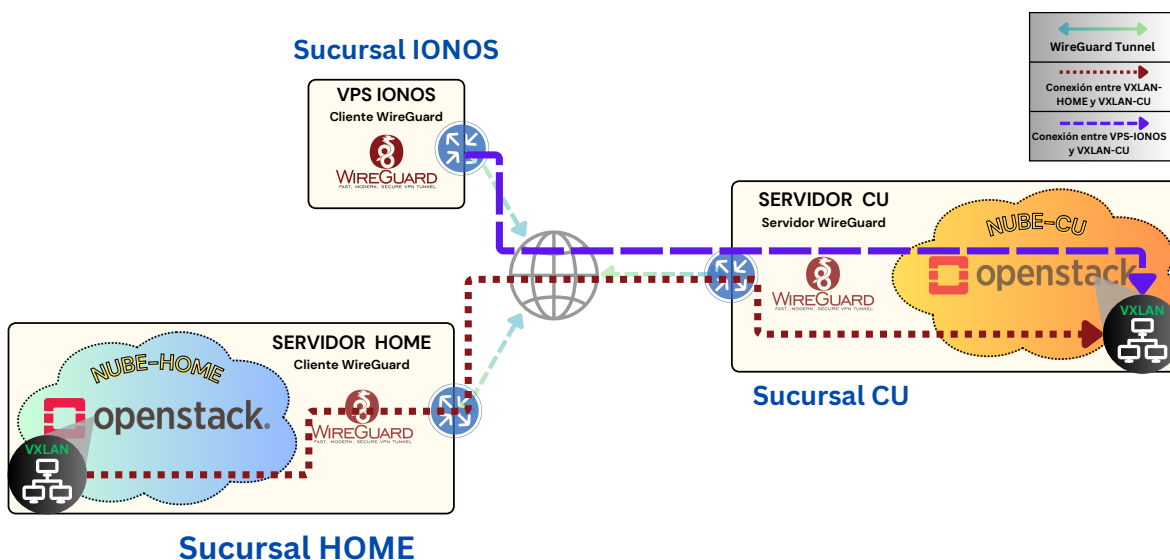 Sucursal IONOS
VPS IONOS
Cliente WireGuard
WIREGUARD
FAST, MODERN, SECURE VPN TUNNEL
WireGuard Tunnel
Conexión entre VXLAN-
HOME y VXLAN-CU
Conexión entre VPS-IONOS
y VXLAN-CU
SERVIDOR CU
Servidor WireGuard
WIREGUARD
FAST, MODERN, SECURE VPN TUNNEL
NUBE-CU
openstack
VXLAN
Sucursal CU
SERVIDOR HOME
Cliente WireGuard
WIREGUARD
FAST, MODERN, SECURE VPN TUNNEL
NUBE-HOME
openstack.
VXLAN
Sucursal HOME